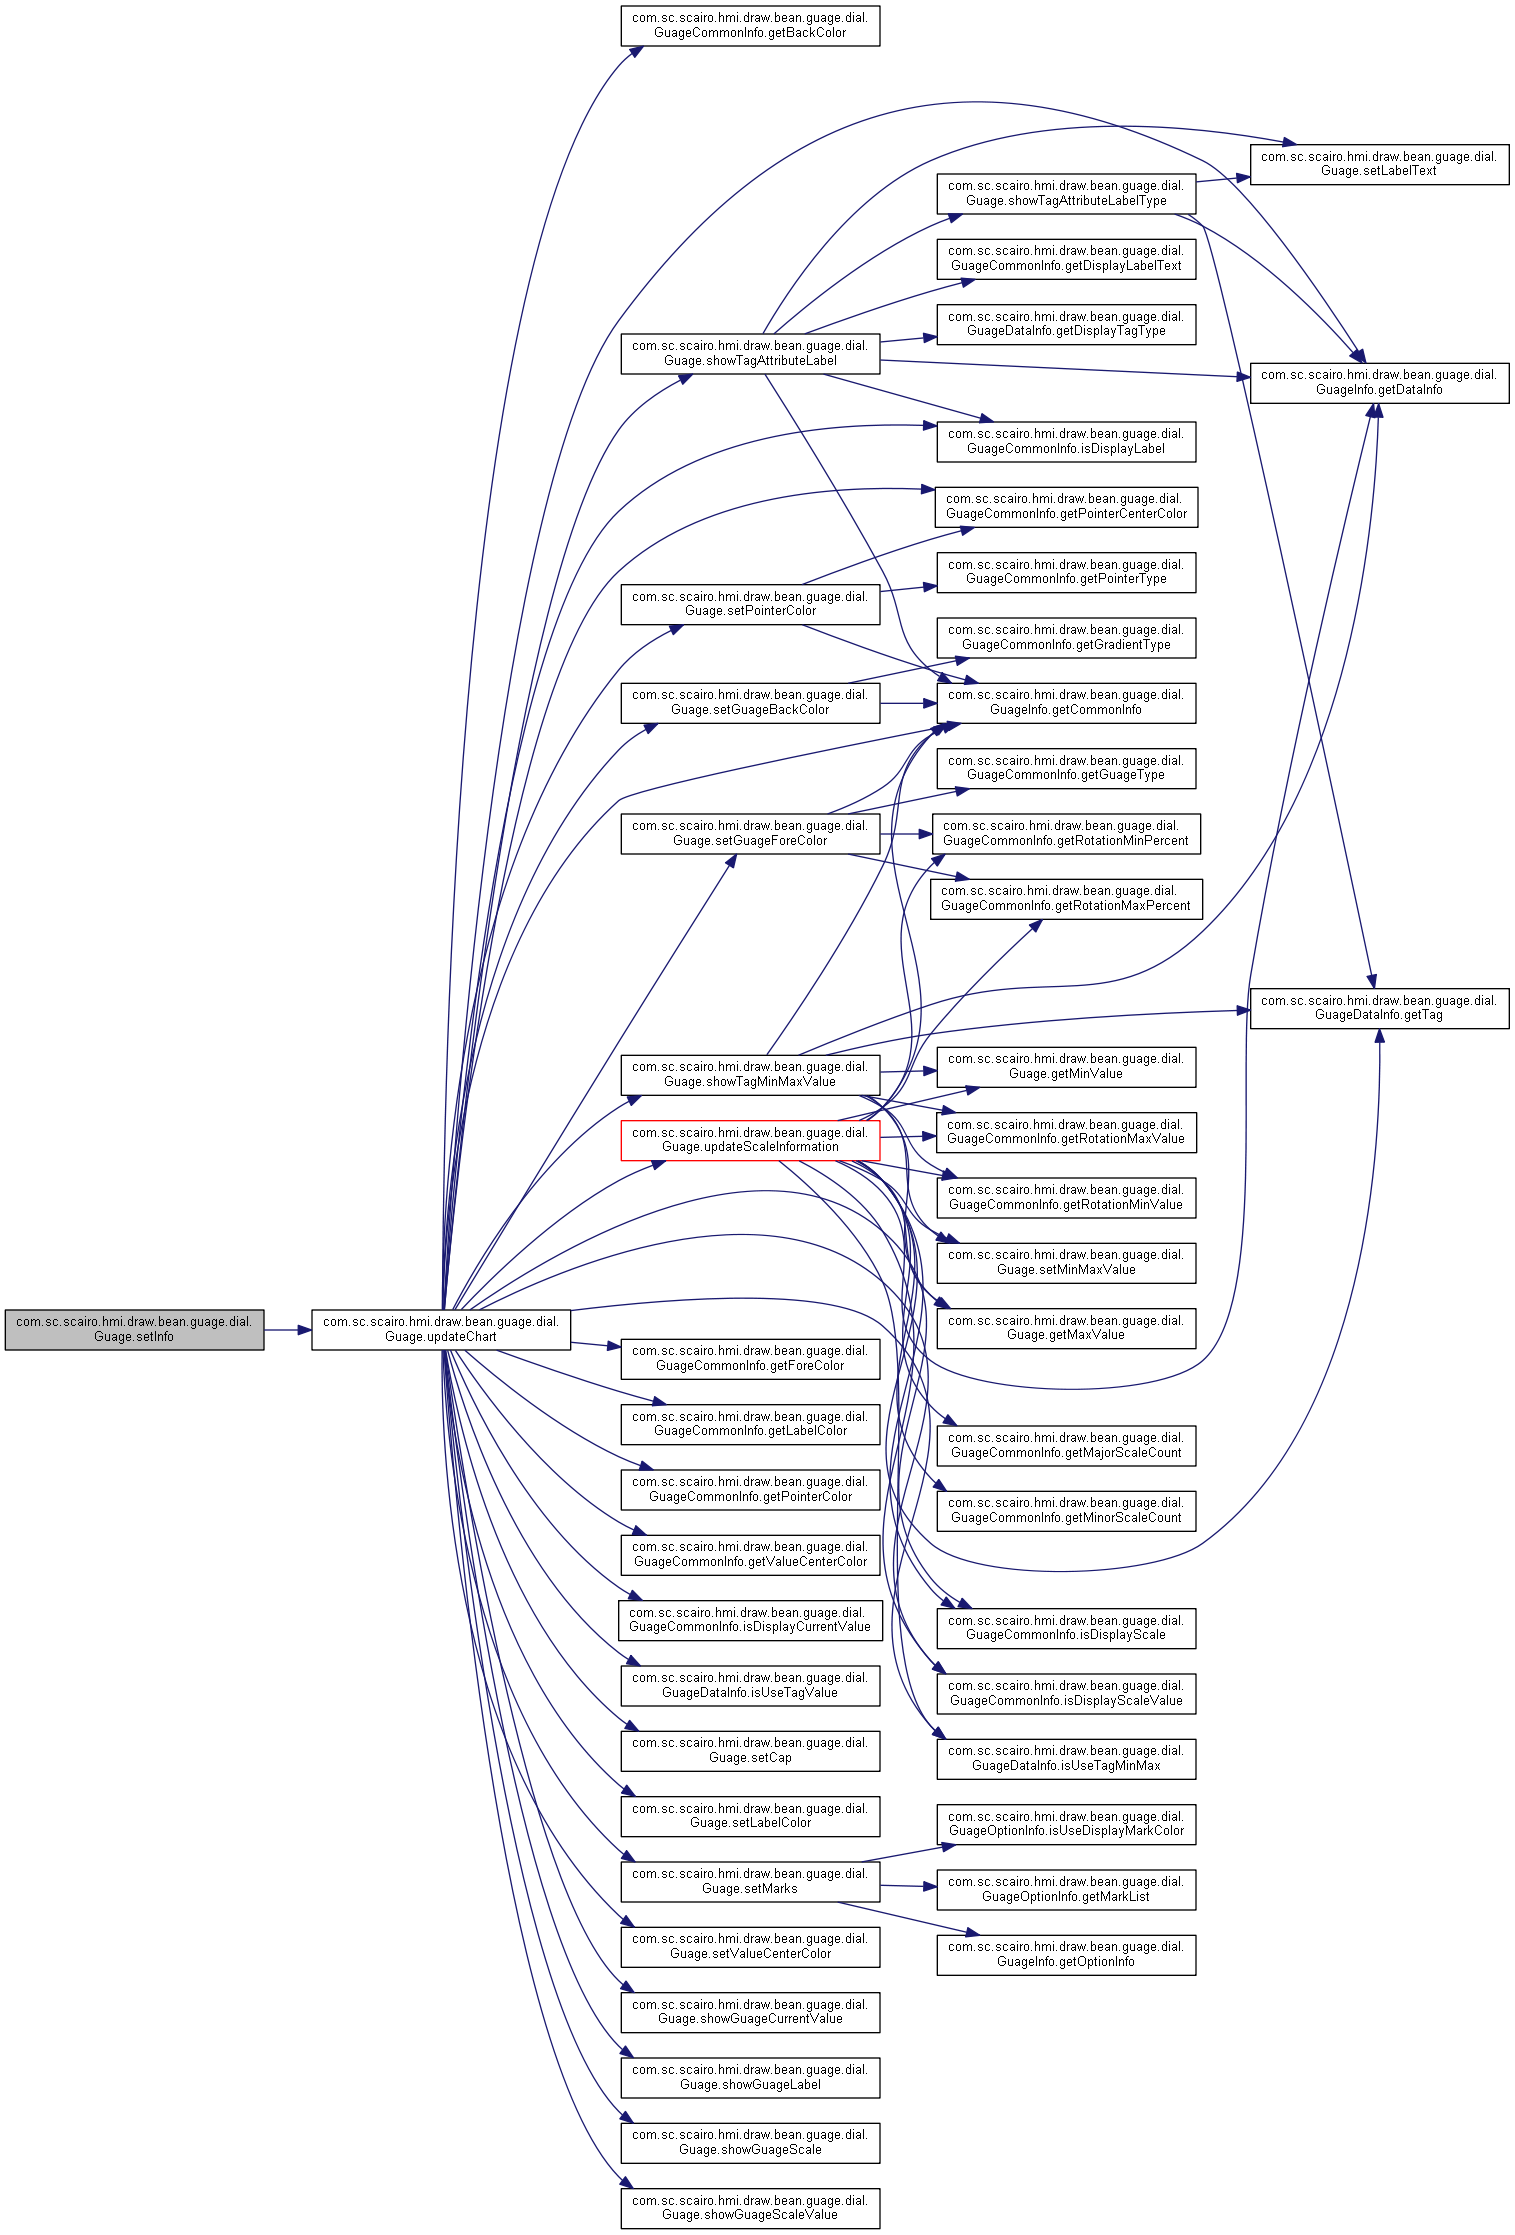 com.sc.scairo.hmi.draw.bean.guage.dial.
Guage.setInfo
com.sc.scairo.hmi.draw.bean.guage.dial.
Guage.updateChart
com.sc.scairo.hmi.draw.bean.guage.dial.
GuageCommonInfo.getBackColor
com.sc.scairo.hmi.draw.bean.guage.dial.
Guage.showTagAttributeLabel
com.sc.scairo.hmi.draw.bean.guage.dial.
Guage.setPointerColor
com.sc.scairo.hmi.draw.bean.guage.dial.
Guage.setGuageBackColor
com.sc.scairo.hmi.draw.bean.guage.dial.
Guage.setGuageForeColor
com.sc.scairo.hmi.draw.bean.guage.dial.
Guage.showTagMinMaxValue
com.sc.scairo.hmi.draw.bean.guage.dial.
Guage.updateScaleInformation
com.sc.scairo.hmi.draw.bean.guage.dial.
GuageCommonInfo.getForeColor
com.sc.scairo.hmi.draw.bean.guage.dial.
GuageCommonInfo.getLabelColor
com.sc.scairo.hmi.draw.bean.guage.dial.
GuageCommonInfo.getPointerColor
com.sc.scairo.hmi.draw.bean.guage.dial.
GuageCommonInfo.getValueCenterColor
com.sc.scairo.hmi.draw.bean.guage.dial.
GuageCommonInfo.isDisplayCurrentValue
com.sc.scairo.hmi.draw.bean.guage.dial.
GuageDataInfo.isUseTagValue
com.sc.scairo.hmi.draw.bean.guage.dial.
Guage.setCap
com.sc.scairo.hmi.draw.bean.guage.dial.
Guage.setLabelColor
com.sc.scairo.hmi.draw.bean.guage.dial.
Guage.setMarks
com.sc.scairo.hmi.draw.bean.guage.dial.
Guage.setValueCenterColor
com.sc.scairo.hmi.draw.bean.guage.dial.
Guage.showGuageCurrentValue
com.sc.scairo.hmi.draw.bean.guage.dial.
Guage.showGuageLabel
com.sc.scairo.hmi.draw.bean.guage.dial.
Guage.showGuageScale
com.sc.scairo.hmi.draw.bean.guage.dial.
Guage.showGuageScaleValue
com.sc.scairo.hmi.draw.bean.guage.dial.
Guage.showTagAttributeLabelType
com.sc.scairo.hmi.draw.bean.guage.dial.
GuageCommonInfo.getDisplayLabelText
com.sc.scairo.hmi.draw.bean.guage.dial.
GuageDataInfo.getDisplayTagType
com.sc.scairo.hmi.draw.bean.guage.dial.
GuageCommonInfo.isDisplayLabel
com.sc.scairo.hmi.draw.bean.guage.dial.
GuageCommonInfo.getPointerCenterColor
com.sc.scairo.hmi.draw.bean.guage.dial.
GuageCommonInfo.getPointerType
com.sc.scairo.hmi.draw.bean.guage.dial.
GuageCommonInfo.getGradientType
com.sc.scairo.hmi.draw.bean.guage.dial.
GuageInfo.getCommonInfo
com.sc.scairo.hmi.draw.bean.guage.dial.
GuageCommonInfo.getGuageType
com.sc.scairo.hmi.draw.bean.guage.dial.
GuageCommonInfo.getRotationMinPercent
com.sc.scairo.hmi.draw.bean.guage.dial.
GuageCommonInfo.getRotationMaxPercent
com.sc.scairo.hmi.draw.bean.guage.dial.
Guage.getMinValue
com.sc.scairo.hmi.draw.bean.guage.dial.
GuageCommonInfo.getRotationMaxValue
com.sc.scairo.hmi.draw.bean.guage.dial.
GuageCommonInfo.getRotationMinValue
com.sc.scairo.hmi.draw.bean.guage.dial.
Guage.setMinMaxValue
com.sc.scairo.hmi.draw.bean.guage.dial.
Guage.getMaxValue
com.sc.scairo.hmi.draw.bean.guage.dial.
GuageCommonInfo.getMajorScaleCount
com.sc.scairo.hmi.draw.bean.guage.dial.
GuageCommonInfo.getMinorScaleCount
com.sc.scairo.hmi.draw.bean.guage.dial.
GuageCommonInfo.isDisplayScale
com.sc.scairo.hmi.draw.bean.guage.dial.
GuageCommonInfo.isDisplayScaleValue
com.sc.scairo.hmi.draw.bean.guage.dial.
GuageDataInfo.isUseTagMinMax
com.sc.scairo.hmi.draw.bean.guage.dial.
GuageOptionInfo.isUseDisplayMarkColor
com.sc.scairo.hmi.draw.bean.guage.dial.
GuageOptionInfo.getMarkList
com.sc.scairo.hmi.draw.bean.guage.dial.
GuageInfo.getOptionInfo
com.sc.scairo.hmi.draw.bean.guage.dial.
Guage.setLabelText
com.sc.scairo.hmi.draw.bean.guage.dial.
GuageInfo.getDataInfo
com.sc.scairo.hmi.draw.bean.guage.dial.
GuageDataInfo.getTag